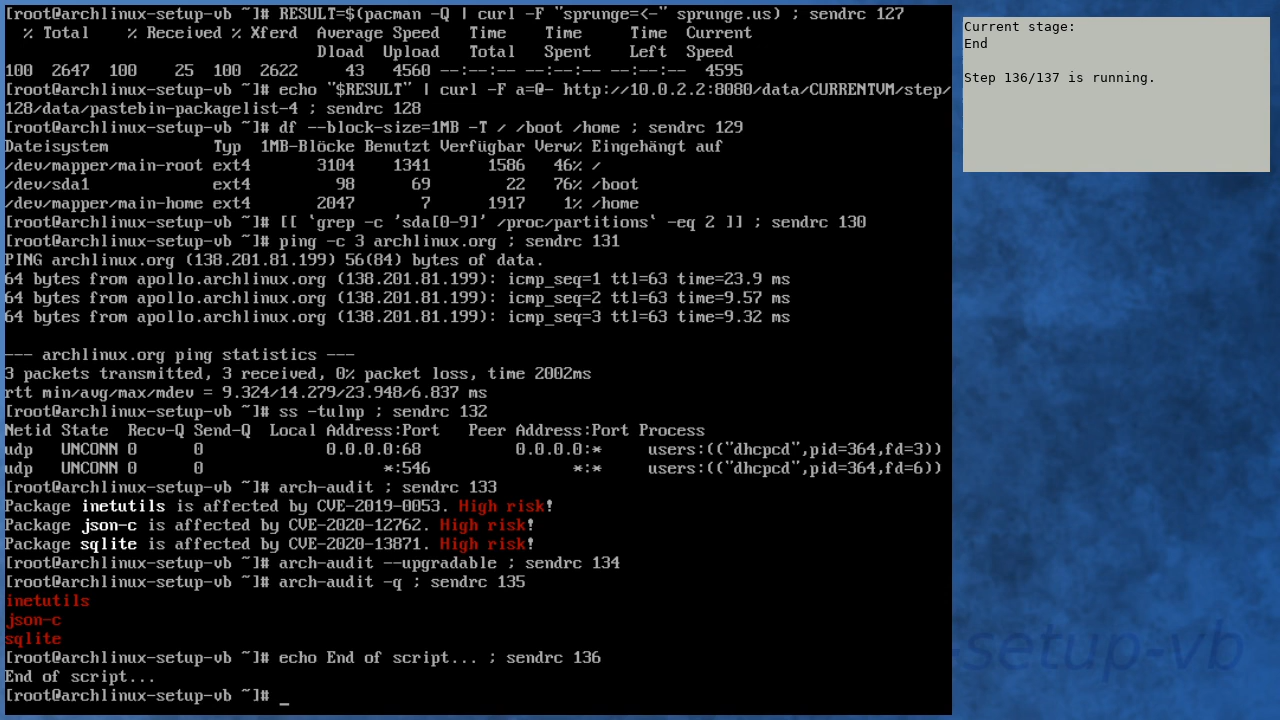 [root@archlinux-setup-vb ~]# RESULT=$(pacman -Q | curl -F "sprunge=<-" sprunge.us) ; sendrc 127
  % Total    % Received % Xferd  Average Speed   Time    Time     Time  Current
                                 Dload  Upload   Total   Spent    Left  Speed
100  2647  100    25  100  2622     43   4560 --:--:-- --:--:-- --:--:--  4595
[root@archlinux-setup-vb ~]# echo "$RESULT" | curl -F a=@- http://10.0.2.2:8080/data/CURRENTVM/step/
128/data/pastebin-packagelist-4 ; sendrc 128
[root@archlinux-setup-vb ~]# df --block-size=1MB -T / /boot /home ; sendrc 129
Dateisystem           Typ  1MB-Blöcke Benutzt Verfügbar Verw% Eingehängt auf
/dev/mapper/main-root ext4       3104    1341      1586   46% /
/dev/sda1             ext4         98      69        22   76% /boot
/dev/mapper/main-home ext4       2047       7      1917    1% /home
[root@archlinux-setup-vb ~]# [[ `grep -c 'sda[0-9]' /proc/partitions` -eq 2 ]] ; sendrc 130
[root@archlinux-setup-vb ~]# ping -c 3 archlinux.org ; sendrc 131
PING archlinux.org (138.201.81.199) 56(84) bytes of data.
64 bytes from apollo.archlinux.org (138.201.81.199): icmp_seq=1 ttl=63 time=23.9 ms
64 bytes from apollo.archlinux.org (138.201.81.199): icmp_seq=2 ttl=63 time=9.57 ms
64 bytes from apollo.archlinux.org (138.201.81.199): icmp_seq=3 ttl=63 time=9.32 ms

--- archlinux.org ping statistics ---
3 packets transmitted, 3 received, 0% packet loss, time 2002ms
rtt min/avg/max/mdev = 9.324/14.279/23.948/6.837 ms
[root@archlinux-setup-vb ~]# ss -tulnp ; sendrc 132
Netid State  Recv-Q Send-Q  Local Address:Port   Peer Address:Port Process
udp   UNCONN 0      0             0.0.0.0:68          0.0.0.0:*     users:(("dhcpcd",pid=364,fd=3))
udp   UNCONN 0      0                   *:546               *:*     users:(("dhcpcd",pid=364,fd=6))
[root@archlinux-setup-vb ~]# arch-audit ; sendrc 133
Package inetutils is affected by CVE-2019-0053. High risk!
Package json-c is affected by CVE-2020-12762. High risk!
Package sqlite is affected by CVE-2020-13871. High risk!
[root@archlinux-setup-vb ~]# arch-audit --upgradable ; sendrc 134
[root@archlinux-setup-vb ~]# arch-audit -q ; sendrc 135
inetutils
json-c
sqlite
[root@archlinux-setup-vb ~]# echo End of script... ; sendrc 136
End of script...
[root@archlinux-setup-vb ~]# _
Current stage:
End

Step 136/137 is running.
-setup-vb